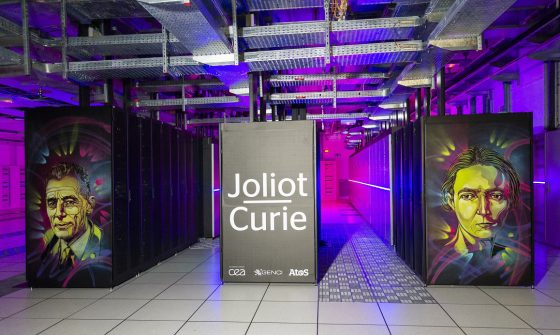 Joliot
Curie
cea GENCI Atos